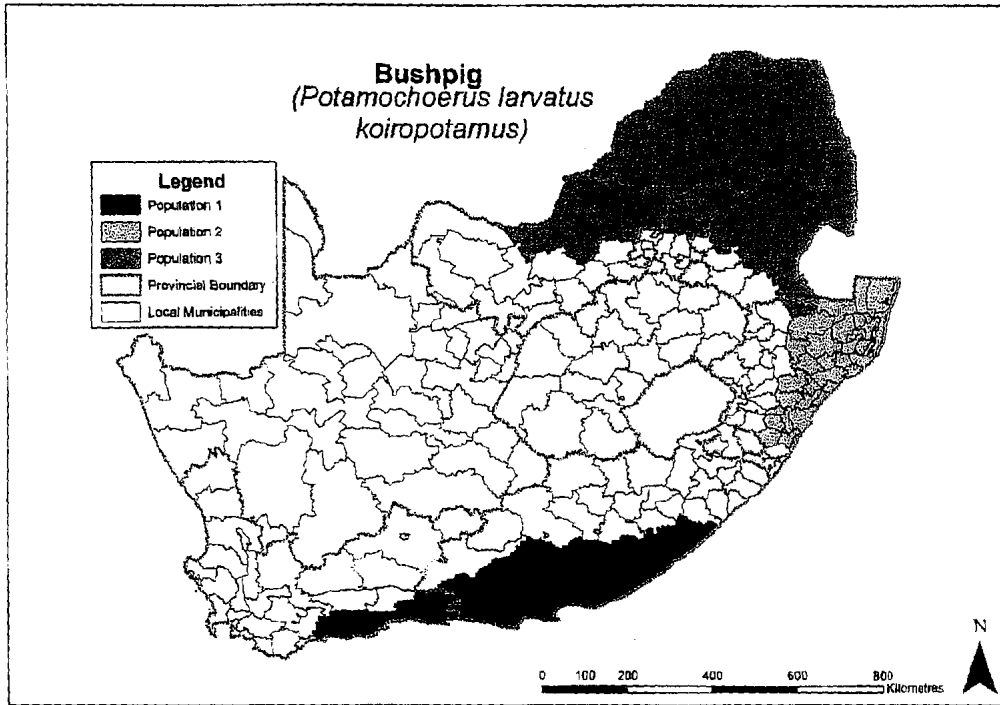 Bushpig
(Potamochoerus larvatus
koiropotamus)
Legend
Population 1
Population 2
Population 3
Provincial Boundary
Local Municipalities
N
0 100 200 400 600 800
Kilometres